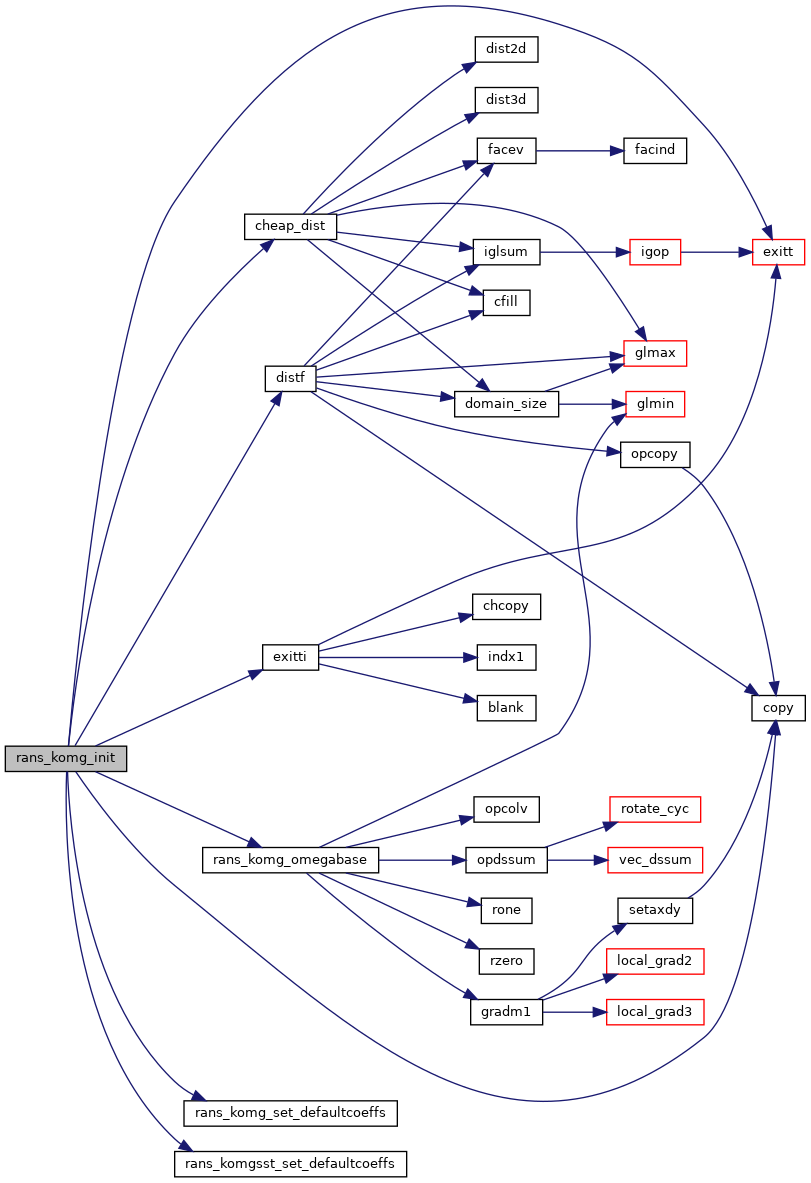 dist2d
dist3d
facev
facind
cheap_dist
iglsum
igop
exitt
cfill
glmax
distf
domain_size
glmin
opcopy
chcopy
exitti
indx1
blank
copy
rans_komg_init
opcolv
rotate_cyc
rans_komg_omegabase
opdssum
vec_dssum
rone
setaxdy
rzero
local_grad2
gradm1
local_grad3
rans_komg_set_defaultcoeffs
rans_komgsst_set_defaultcoeffs